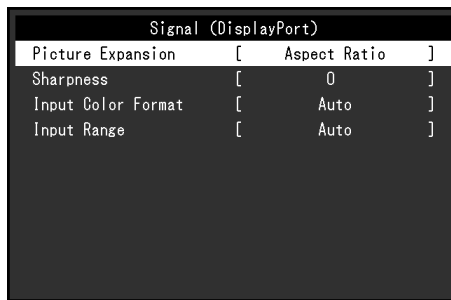 Signal (DisplayPort)
Picture Expansion [ Aspect Ratio ]
Sharpness [ 0 ]
Input Color Format [ Auto ]
Input Range [ Auto ]